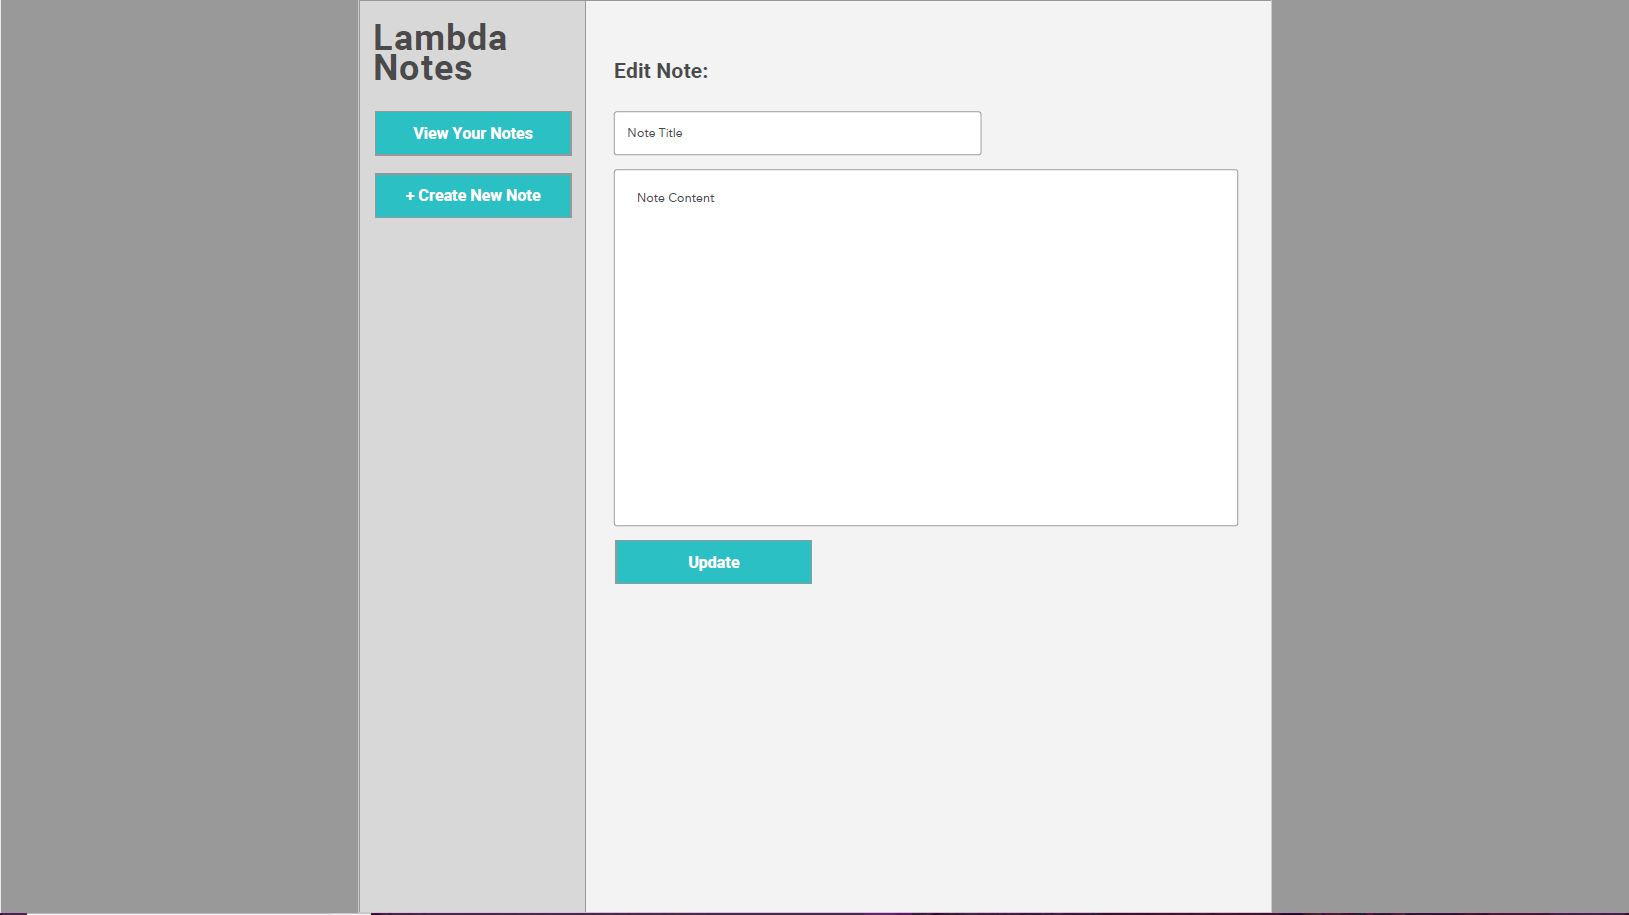 Lambda
Notes
View Your Notes
+ Create New Note
Edit Note:
Note Title
Note Content
Update